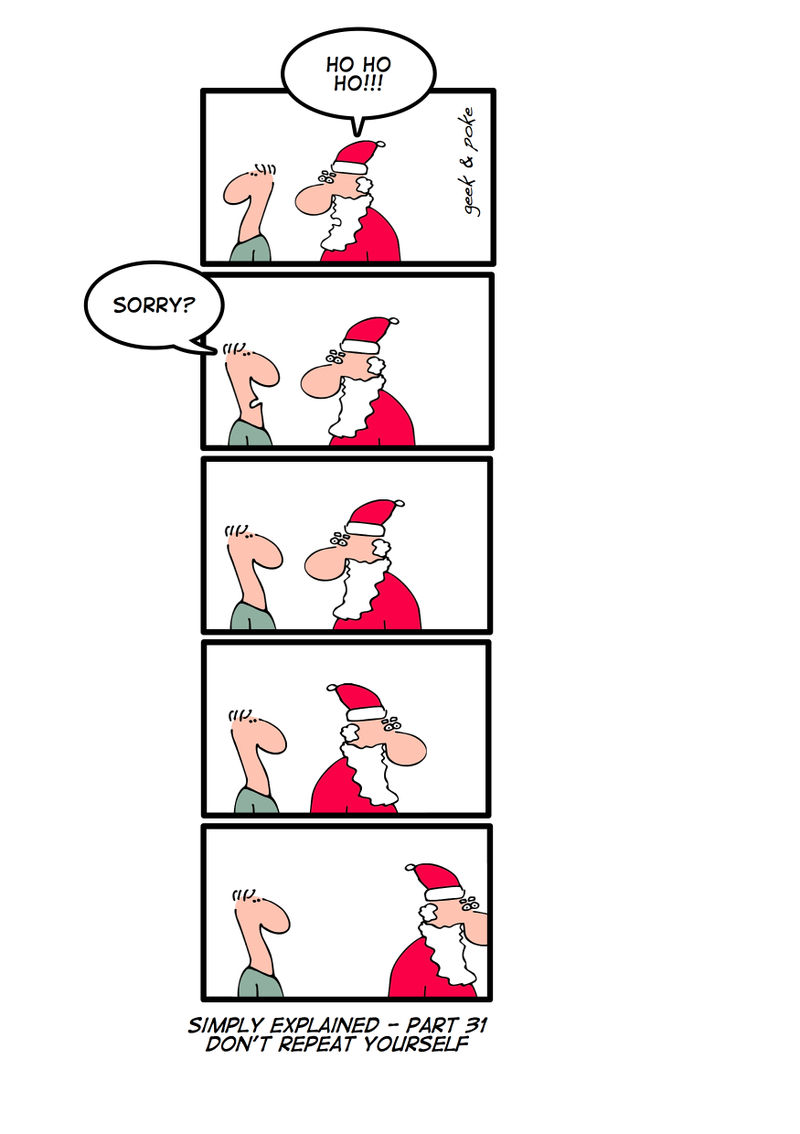 HO HO
HO!!!
geek & poke
SORRY?
SIMPLY EXPLAINED - PART 31
DON'T REPEAT YOURSELF